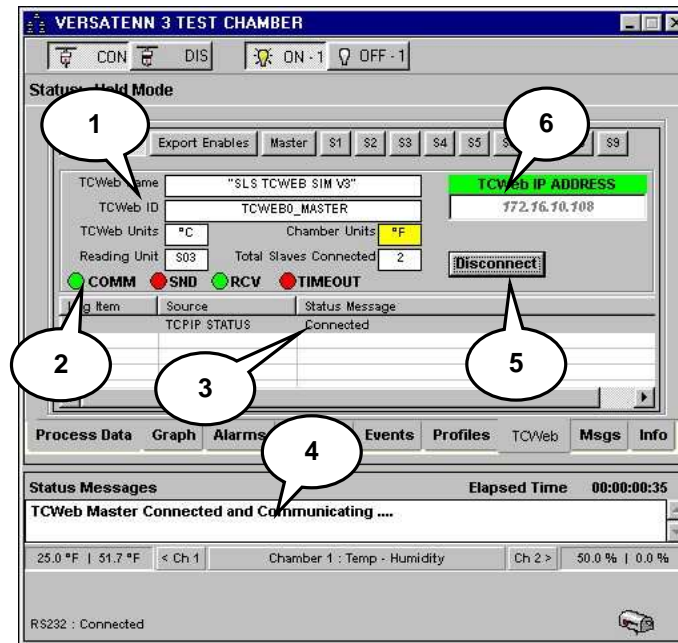 VERSATENN 3 TEST CHAMBER
CON DIS ON - 1 OFF - 1
Status: Hold Mode
1
6
Export Enables Master S1 S2 S3 S4 S5 S9
TCWeb Name "SLS TCWEB SIM V3" TCWeb IP ADDRESS
TCWeb ID TCWEB0_MASTER 172.16.10.108
TCWeb Units °C Chamber Units °F
Reading Unit S03 Total Slaves Connected 2 Disconnect
COMM SND RCV TIMEOUT
Item Source Status Message
TCPIP STATUS Connected
2
3
5
Process Data Graph Alarms Events Profiles TCWeb Msgs Info
4
Status Messages Elapsed Time 00:00:00:35
TCWeb Master Connected and Communicating ....
25.0 °F | 51.7 °F < Ch 1 Chamber 1 : Temp - Humidity Ch 2 > 50.0 % | 0.0 %
RS232 : Connected